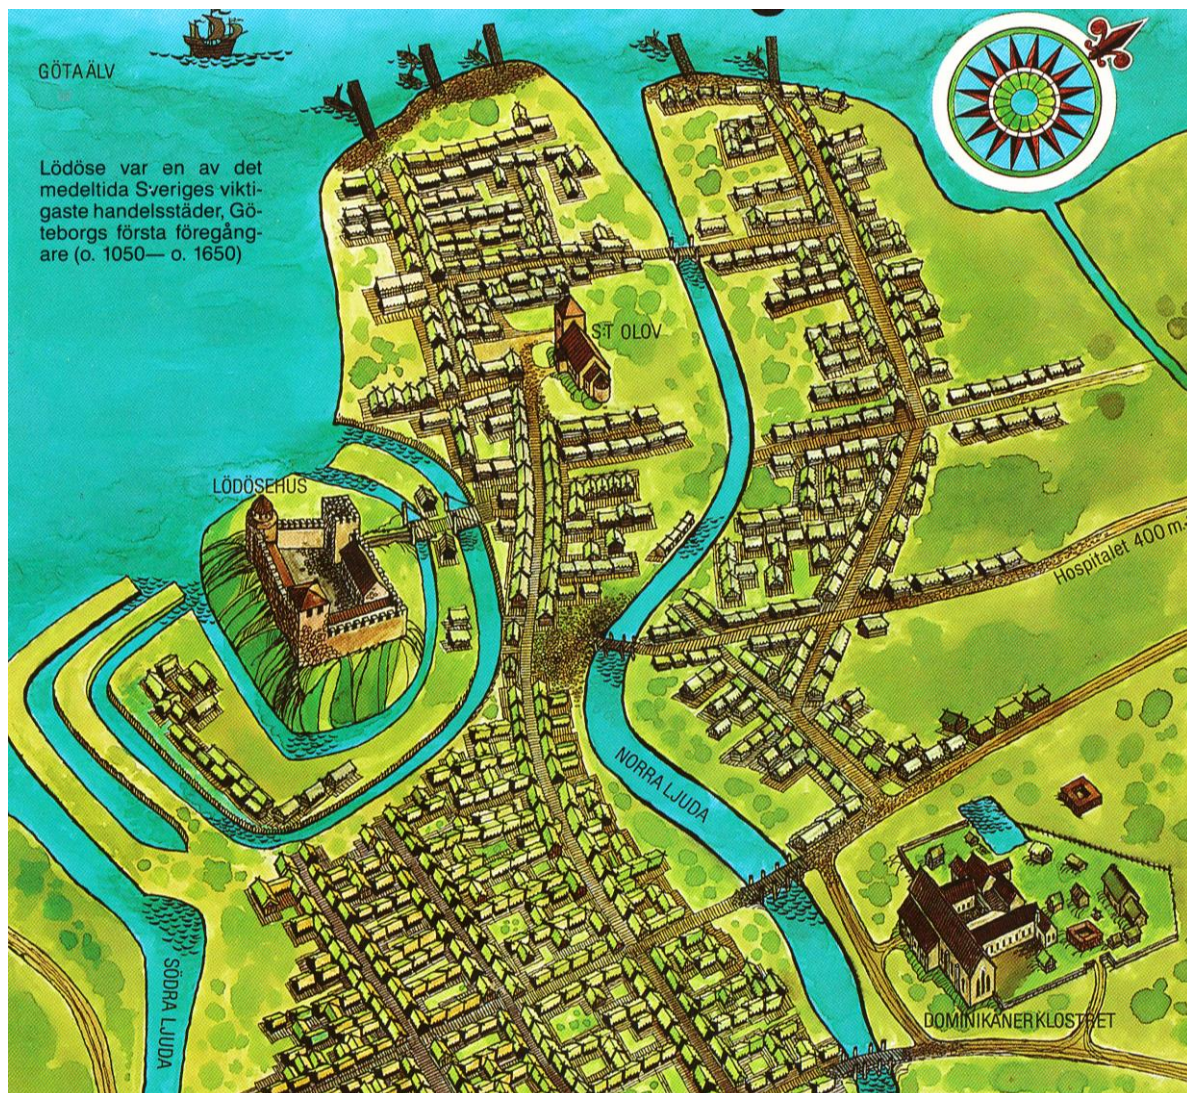 GÖTA ÄLV
Lödöse var en av det
medeltida Sveriges vikti-
gaste handelsstäder, Gö-
teborgs första föregång-
are (o. 1050— o. 1650)
S:T OLOV
LÖDÖSEHUS
Hospitalet 400 m.
NORRA LJUDA
SÖDRA LJUDA
DOMINIKANERKLOSTRET